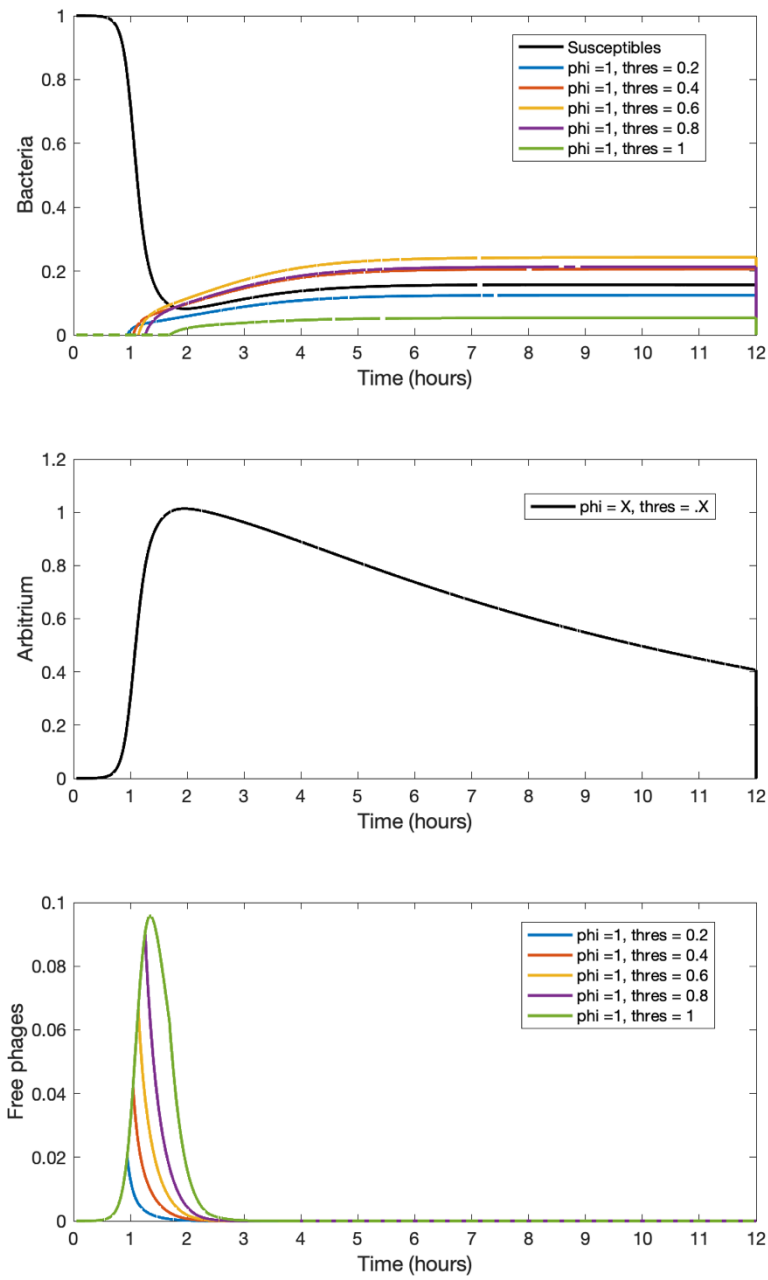 Bacteria
1
0.8
0.6
0.4
0.2
0
Susceptibles
phi =1, thres = 0.2
phi =1, thres = 0.4
phi =1, thres = 0.6
phi =1, thres = 0.8
phi =1, thres = 1
0 1 2 3 4 5 6 7 8 9 10 11 12
Time (hours)
Arbitrium
1.2
1
0.8
0.6
0.4
0.2
0
phi = X, thres = .X
0 1 2 3 4 5 6 7 8 9 10 11 12
Time (hours)
Free phages
0.1
0.08
0.06
0.04
0.02
0
phi =1, thres = 0.2
phi =1, thres = 0.4
phi =1, thres = 0.6
phi =1, thres = 0.8
phi =1, thres = 1
0 1 2 3 4 5 6 7 8 9 10 11 12
Time (hours)